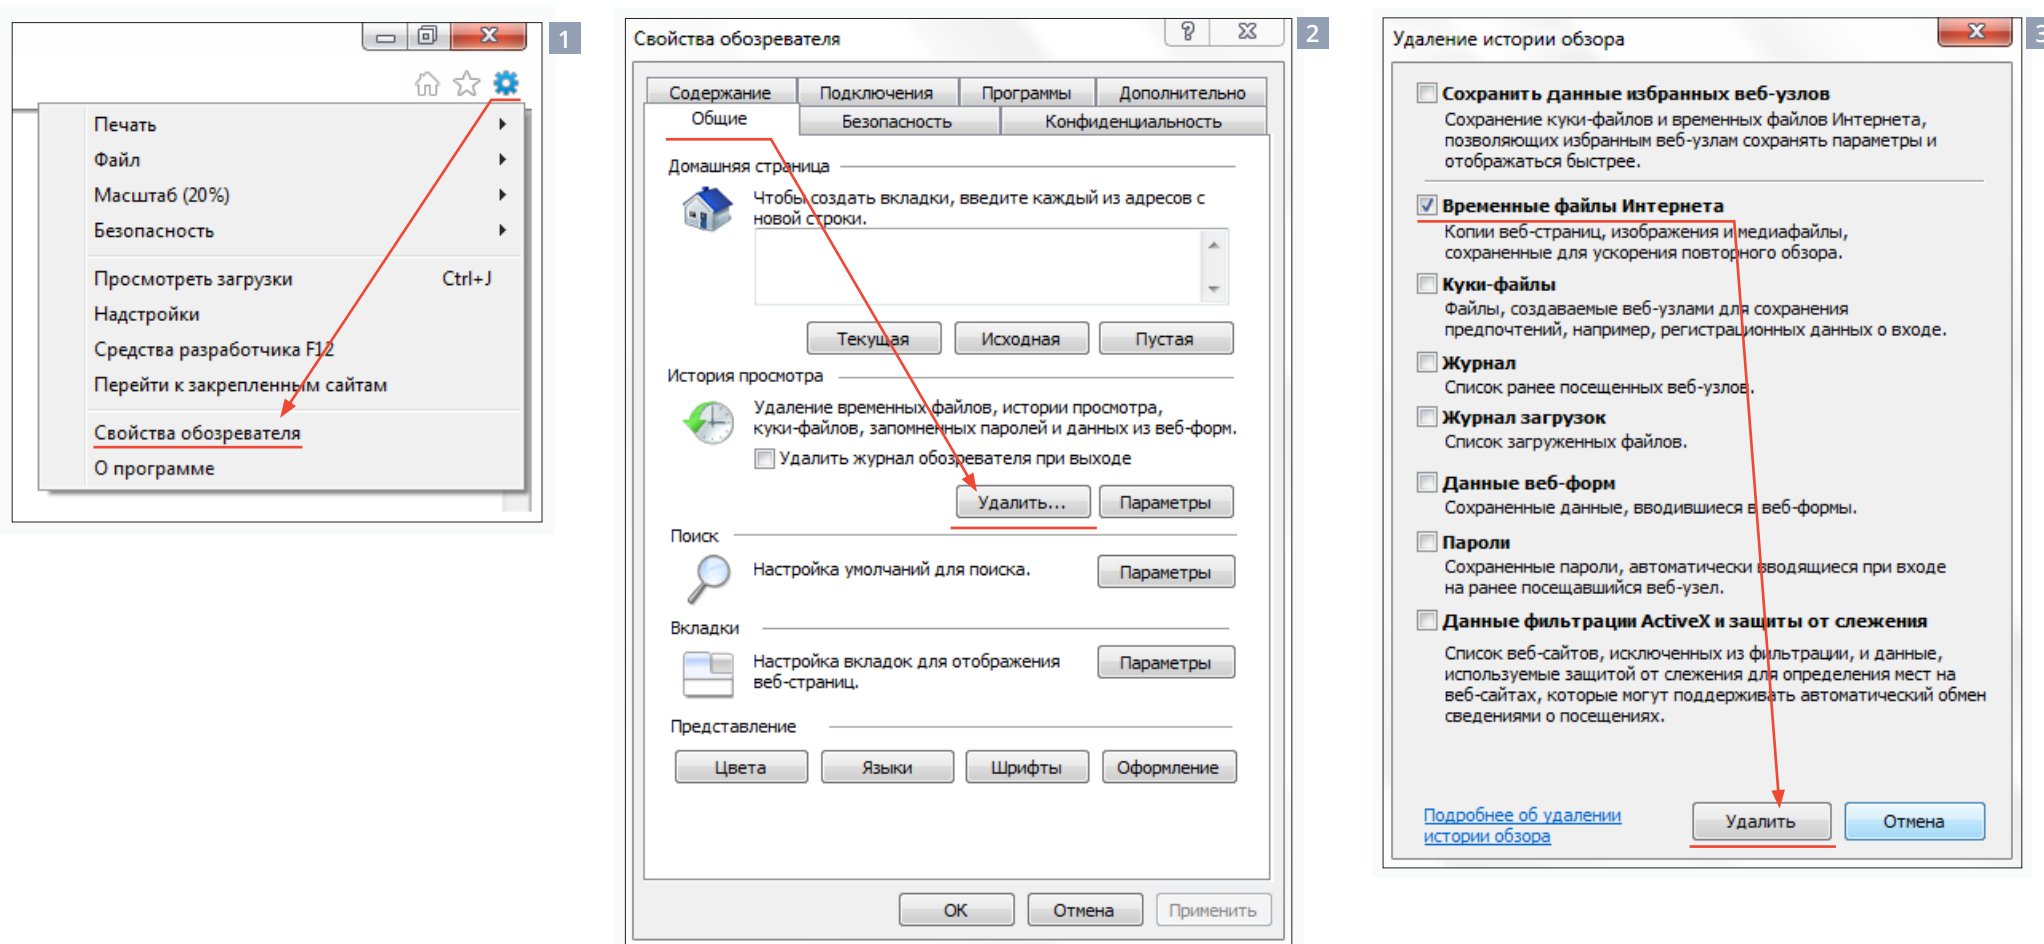 1
Печать
Файл
Масштаб (20%)
Безопасность
Просмотреть загрузки Ctrl+J
Надстройки
Средства разработчика F12
Перейти к закрепленным сайтам
Свойства обозревателя
О программе
2
Свойства обозревателя
Содержание Подключения Программы Дополнительно
Общие Безопасность Конфиденциальность
Домашняя страница
Чтобы создать вкладки, введите каждый из адресов с
новой строки.
Текущая Исходная Пустая
История просмотра
Удаление временных файлов, истории просмотра,
куки-файлов, запомненных паролей и данных из веб-форм.
Удалить журнал обозревателя при выходе
Удалить... Параметры
Поиск
Настройка умолчаний для поиска. Параметры
Вкладки
Настройка вкладок для отображения
веб-страниц.
Параметры
Представление
Цвета Языки Шрифты Оформление
ОК Отмена Применить
3
Удаление истории обзора
Сохранить данные избранных веб-узлов
Сохранение куки-файлов и временных файлов Интернета,
позволяющих избранным веб-узлам сохранять параметры и
отображаться быстрее.
Временные файлы Интернета
Копии веб-страниц, изображения и медиафайлы,
сохраненные для ускорения повторного обзора.
Куки-файлы
Файлы, создаваемые веб-узлами для сохранения
предпочтений, например, регистрационных данных о входе.
Журнал
Список ранее посещенных веб-узлов.
Журнал загрузок
Список загруженных файлов.
Данные веб-форм
Сохраненные данные, вводившиеся в веб-формы.
Пароли
Сохраненные пароли, автоматически вводящиеся при входе
на ранее посещавшийся веб-узел.
Данные фильтрации ActiveX и защиты от слежения
Список веб-сайтов, исключенных из фильтрации, и данные,
используемые защитой от слежения для определения мест на
веб-сайтах, которые могут поддерживать автоматический обмен
сведениями о посещениях.
Подробнее об удалении
истории обзора
Удалить Отмена